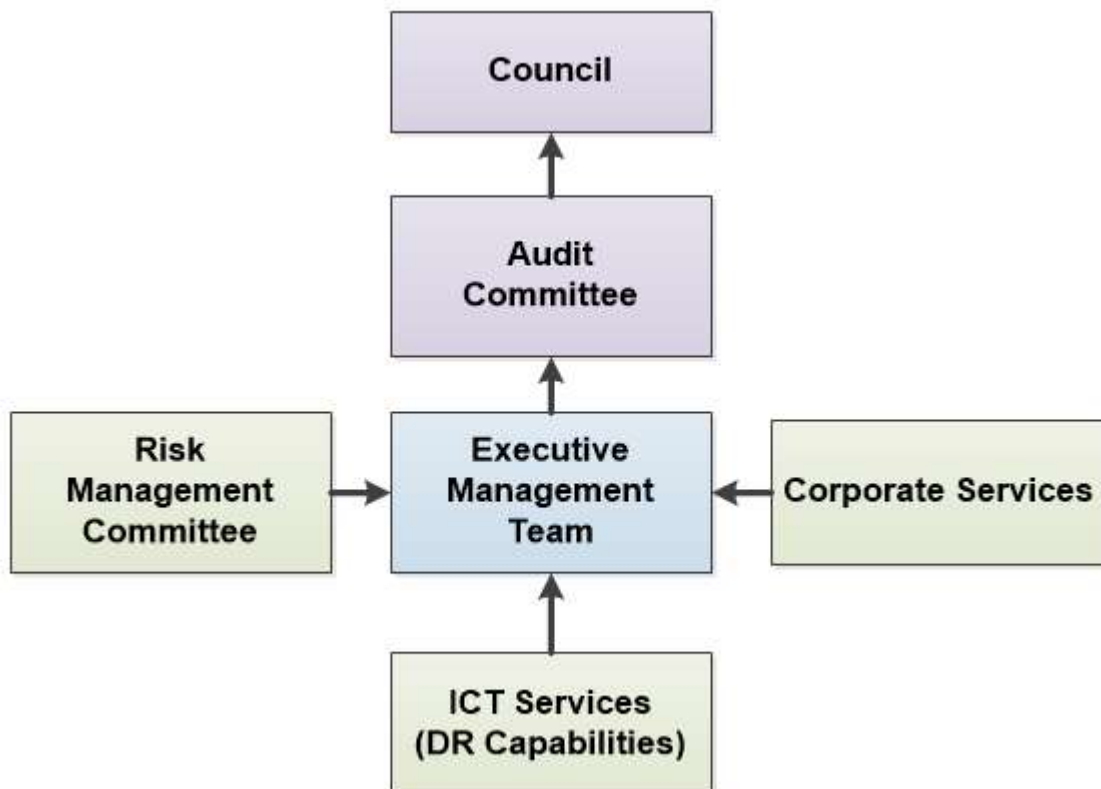 Council
Audit
Committee
Risk
Management
Committee
Executive
Management
Team
Corporate Services
ICT Services
(DR Capabilities)